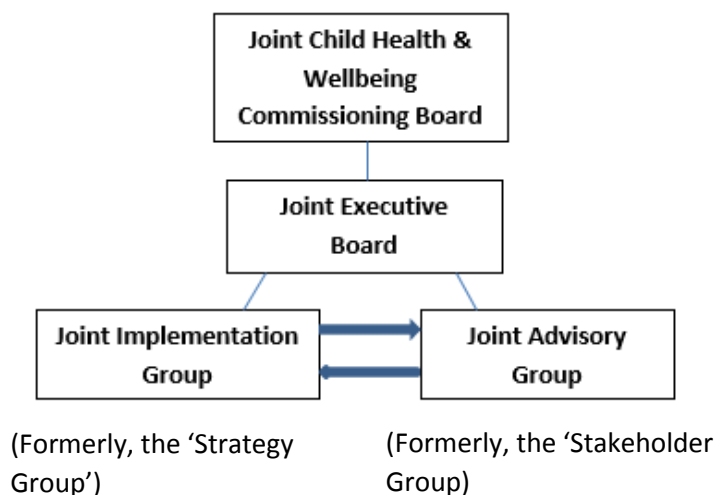 Joint Child Health &
Wellbeing
Commissioning Board
Joint Executive
Board
Joint Implementation
Group
Joint Advisory
Group
(Formerly, the ‘Strategy
Group’)
(Formerly, the ‘Stakeholder
Group)